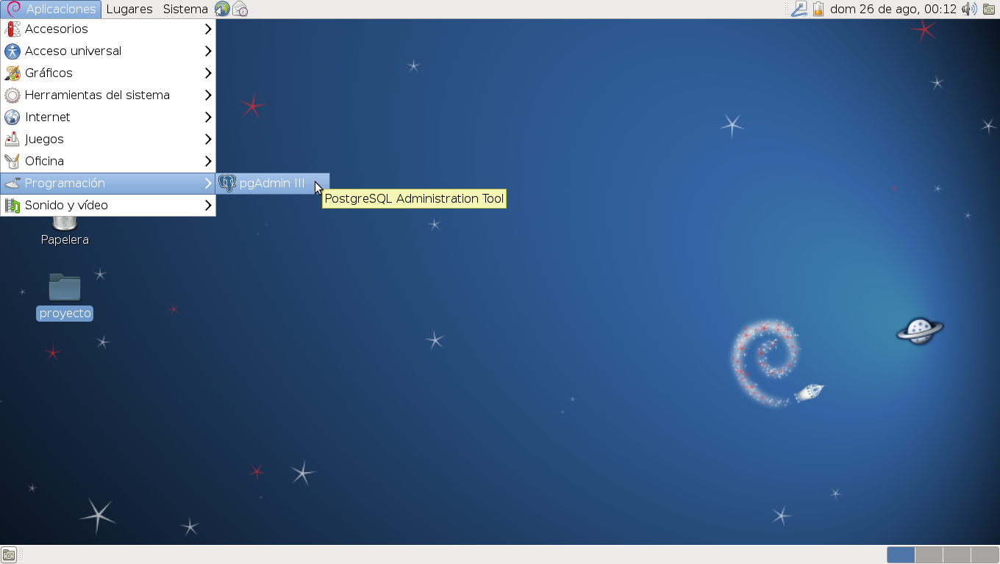 Aplicaciones Lugares Sistema dom 26 de ago, 00:12
Accesorios
Acceso universal
Gráficos
Herramientas del sistema
Internet
Juegos
Oficina
Programación pgAdmin III
PostgreSQL Administration Tool
Sonido y vídeo
Papelera
proyecto